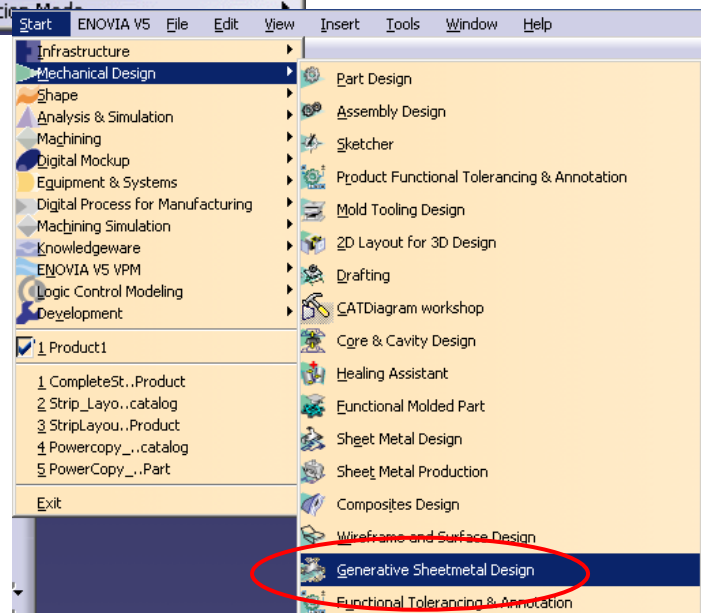 Start ENOVIA V5 File Edit View Insert Tools Window Help
Infrastructure
Mechanical Design
Shape
Analysis & Simulation
Machining
Digital Mockup
Equipment & Systems
Digital Process for Manufacturing
Machining Simulation
Knowledgeware
ENOVIA V5 VPM
Logic Control Modeling
Development
1 Product1
1 CompleteSt..Product
2 Strip_Layo..catalog
3 StripLayou..Product
4 Powercopy_..catalog
5 PowerCopy_..Part
Exit
Part Design
Assembly Design
Sketcher
Product Functional Tolerancing & Annotation
Mold Tooling Design
2D Layout for 3D Design
Drafting
CATDiagram workshop
Core & Cavity Design
Healing Assistant
Functional Molded Part
Sheet Metal Design
Sheet Metal Production
Composites Design
Wireframe and Surface Design
Generative Sheetmetal Design
Functional Tolerancing & Annotation